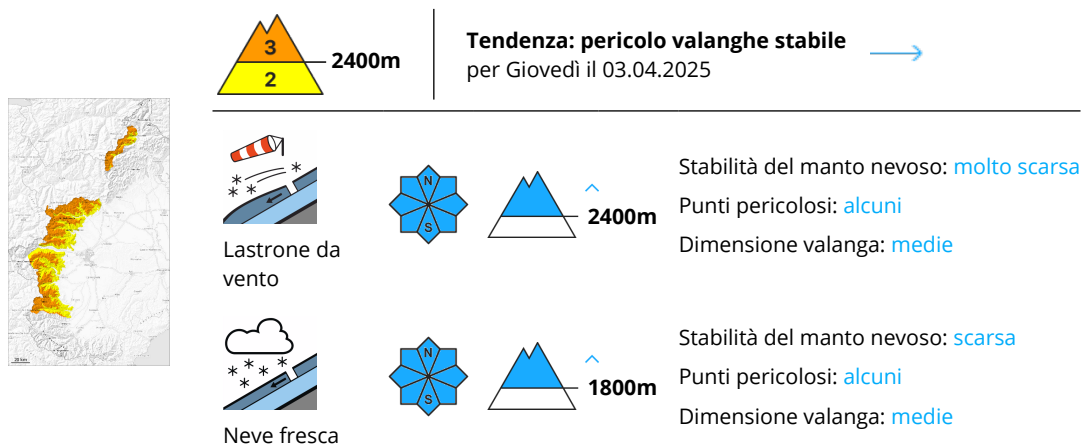 3
2
2400m
Tendenza: pericolo valanghe stabile
per Giovedì il 03.04.2025
Lastrone da
vento
N
S
2400m
Stabilità del manto nevoso: molto scarsa
Punti pericolosi: alcuni
Dimensione valanga: medie
Neve fresca
N
S
1800m
Stabilità del manto nevoso: scarsa
Punti pericolosi: alcuni
Dimensione valanga: medie
20 km